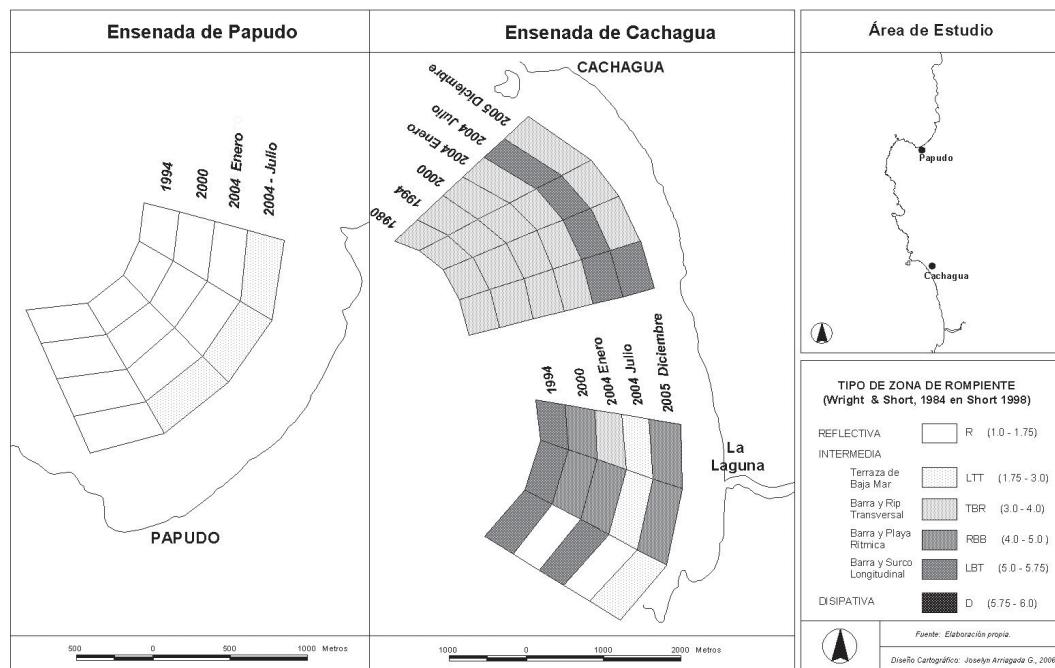 Ensenada de Papudo
1994
2000
2004 Enero
2004 - Julio
PAPUDO
500
0
500
1000 Metros
Ensenada de Cachagua
CACHAGUA
2005 Diciembre
2004 Julio
2004 Enero
2000
1994
1980
1994
2000
2004 Enero
2004 Julio
2005 Diciembre
La
Laguna
1000
0
1000
2000 Metros
Área de Estudio
Papudo
Cachagua
TIPO DE ZONA DE ROMPIENTE
(Wright & Short, 1984 en Short 1998)
REFLECTIVA R (1.0 - 1.75)
INTERMEDIA
Terraza de
Baja Mar LTT (1.75 - 3.0)
Barra y Rip
Transversal TBR (3.0 - 4.0)
Barra y Playa
Rítmica RBB (4.0 - 5.0 )
Barra y Surco
Longitudinal LBT (5.0 - 5.75)
DISIPATIVA D (5.75 - 6.0)
Fuente: Elaboración propia.
Diseño Cartográfico: Joselyn Arriagada G., 2006